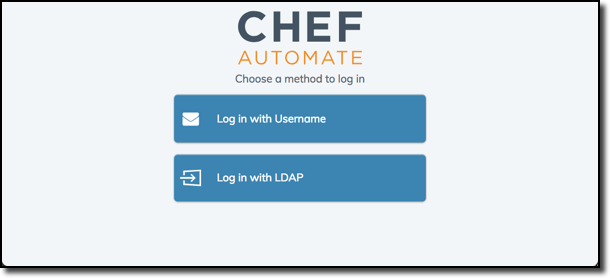 CHEF
AUTOMATE
Choose a method to log in
Log in with Username
Log in with LDAP